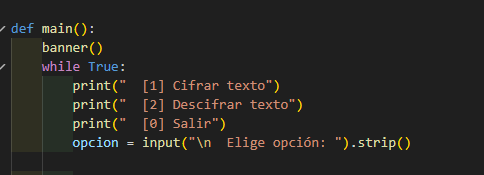 def main():
    banner()
    while True:
        print("  [1] Cifrar texto")
        print("  [2] Descifrar texto")
        print("  [0] Salir")
        opcion = input("\n  Elige opción: ").strip()